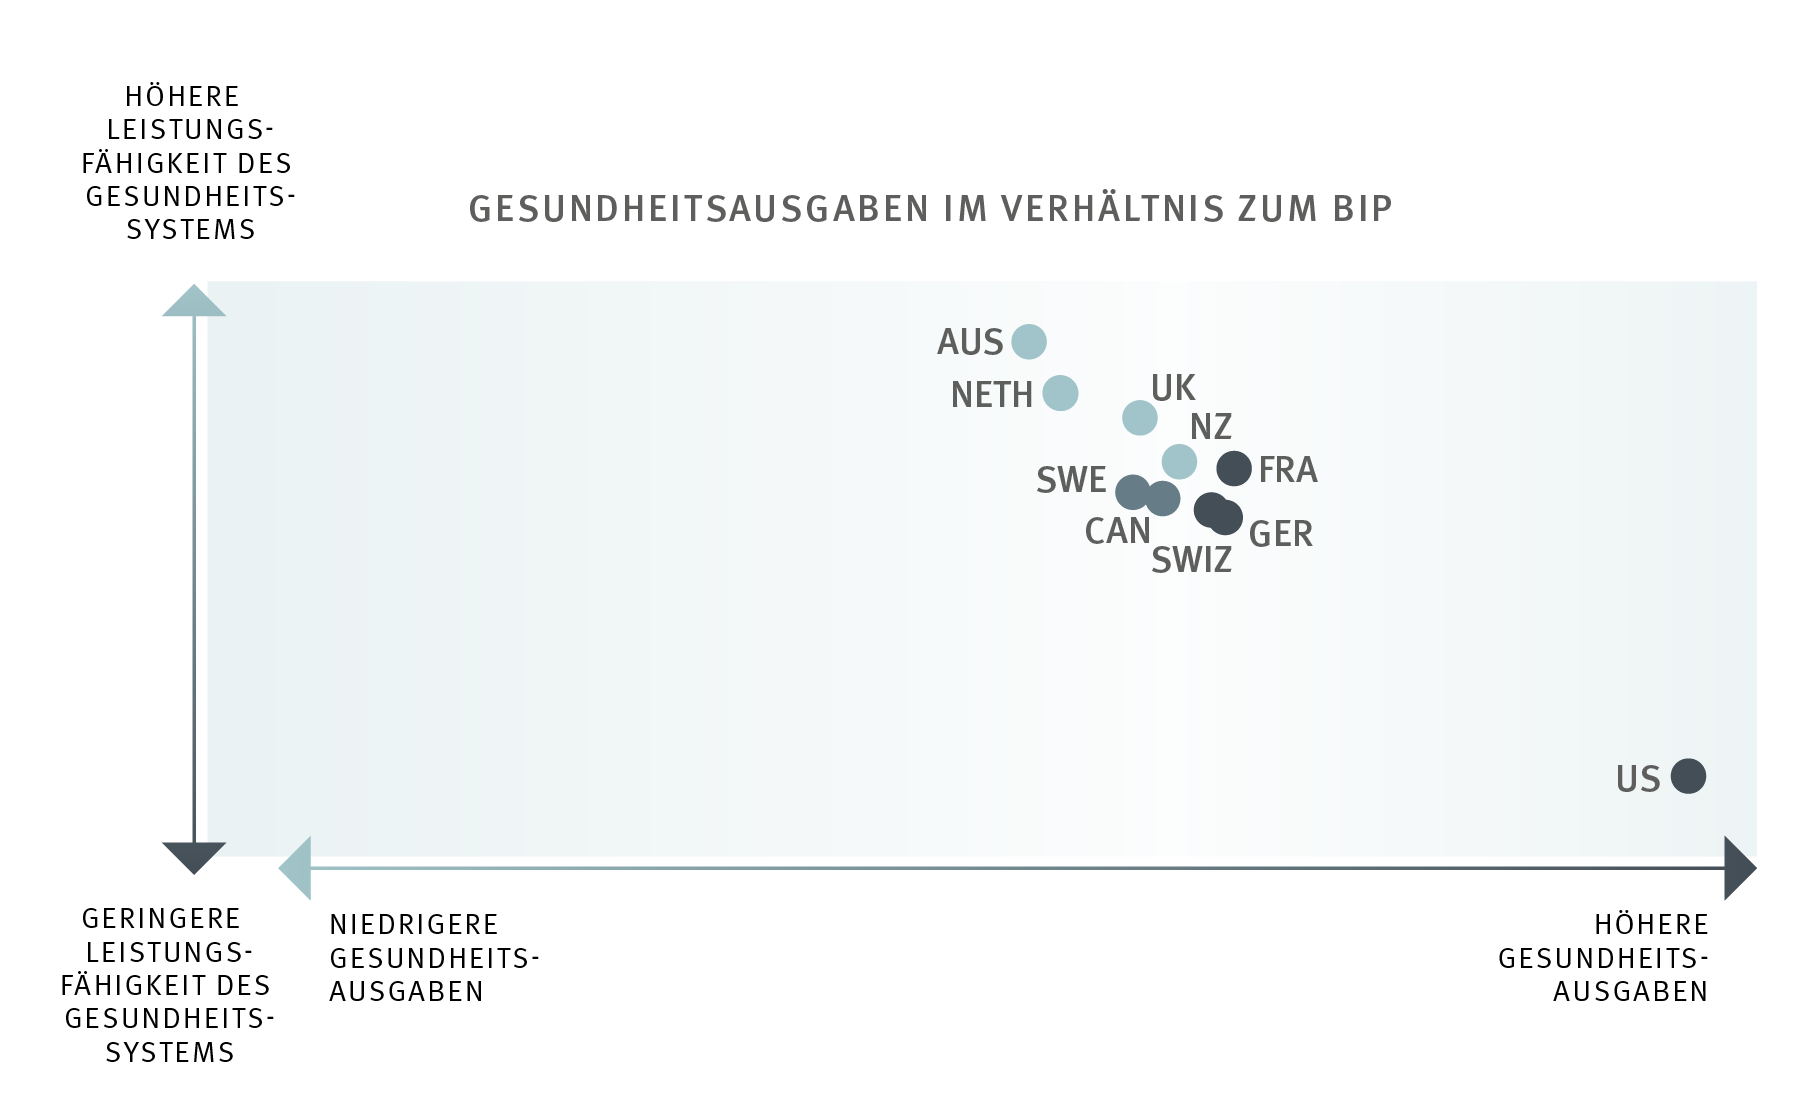 HÖHERE
LEISTUNGS-
FÄHIGKEIT DES
GESUNDHEITS-
SYSTEMS
GESUNDHEITSAUSGABEN IM VERHÄLTNIS ZUM BIP
AUS
NETH
UK
NZ
FRA
SWE
CAN
GER
SWIZ
US
GERINGERE
LEISTUNGS-
FÄHIGKEIT DES
GESUNDHEITS-
SYSTEMS
NIEDRIGERE
GESUNDHEITS-
AUSGABEN
HÖHERE
GESUNDHEITS-
AUSGABEN